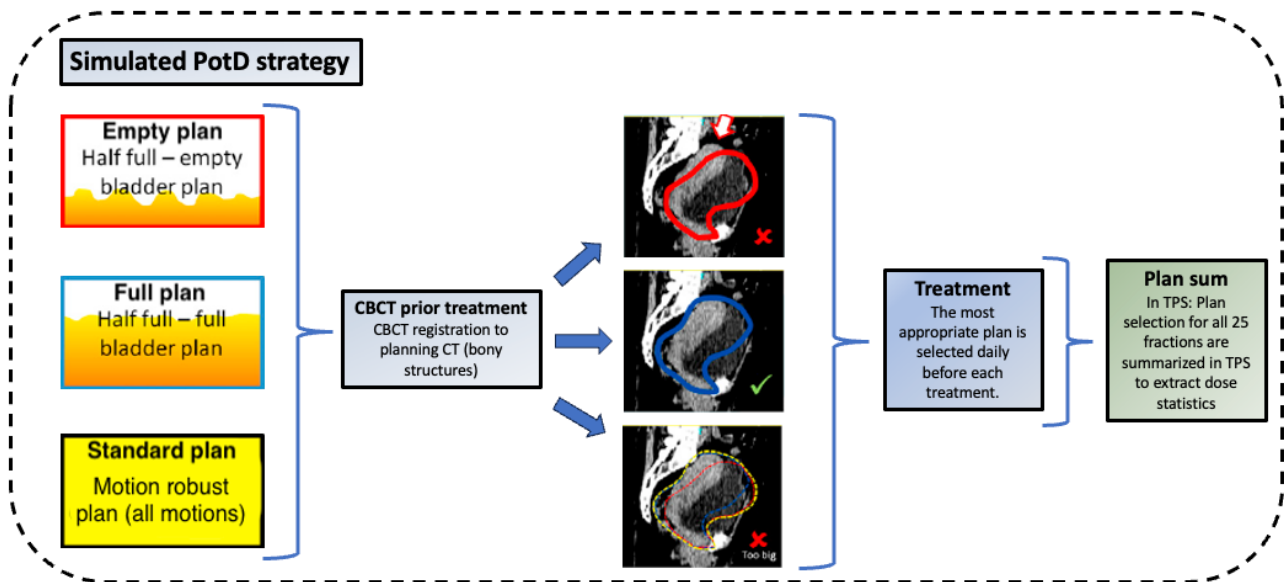 Simulated PotD strategy
Empty plan
Half full – empty
bladder plan
Full plan
Half full – full
bladder plan
Standard plan
Motion robust
plan (all motions)
CBCT prior treatment
CBCT registration to
planning CT (bony
structures)
Too big
Treatment
The most
appropriate plan is
selected daily
before each
treatment.
Plan sum
In TPS: Plan
selection for all 25
fractions are
summarized in TPS
to extract dose
statistics